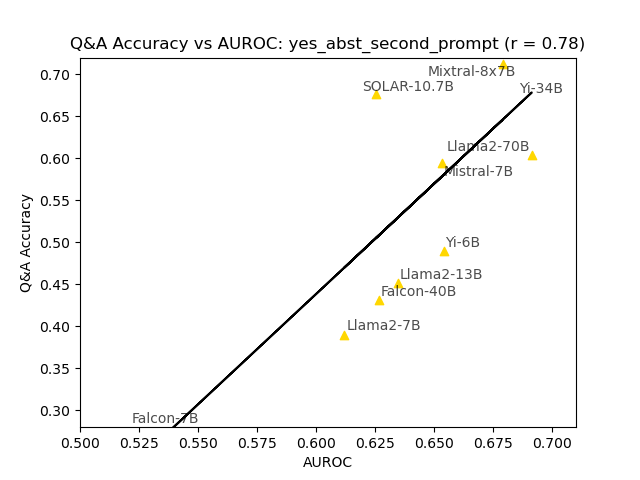 Q&A Accuracy vs AUROC: yes_abst_second_prompt (r = 0.78)
0.70
Mixtral-8x7B
SOLAR-10.7B
Yi-34B
0.65
Llama2-70B
0.60
Mistral-7B
0.55
Q&A Accuracy
0.50
Yi-6B
0.45
Llama2-13B
Falcon-40B
0.40
Llama2-7B
0.35
0.30
Falcon-7B
0.500 0.525 0.550 0.575 0.600 0.625 0.650 0.675 0.700
AUROC